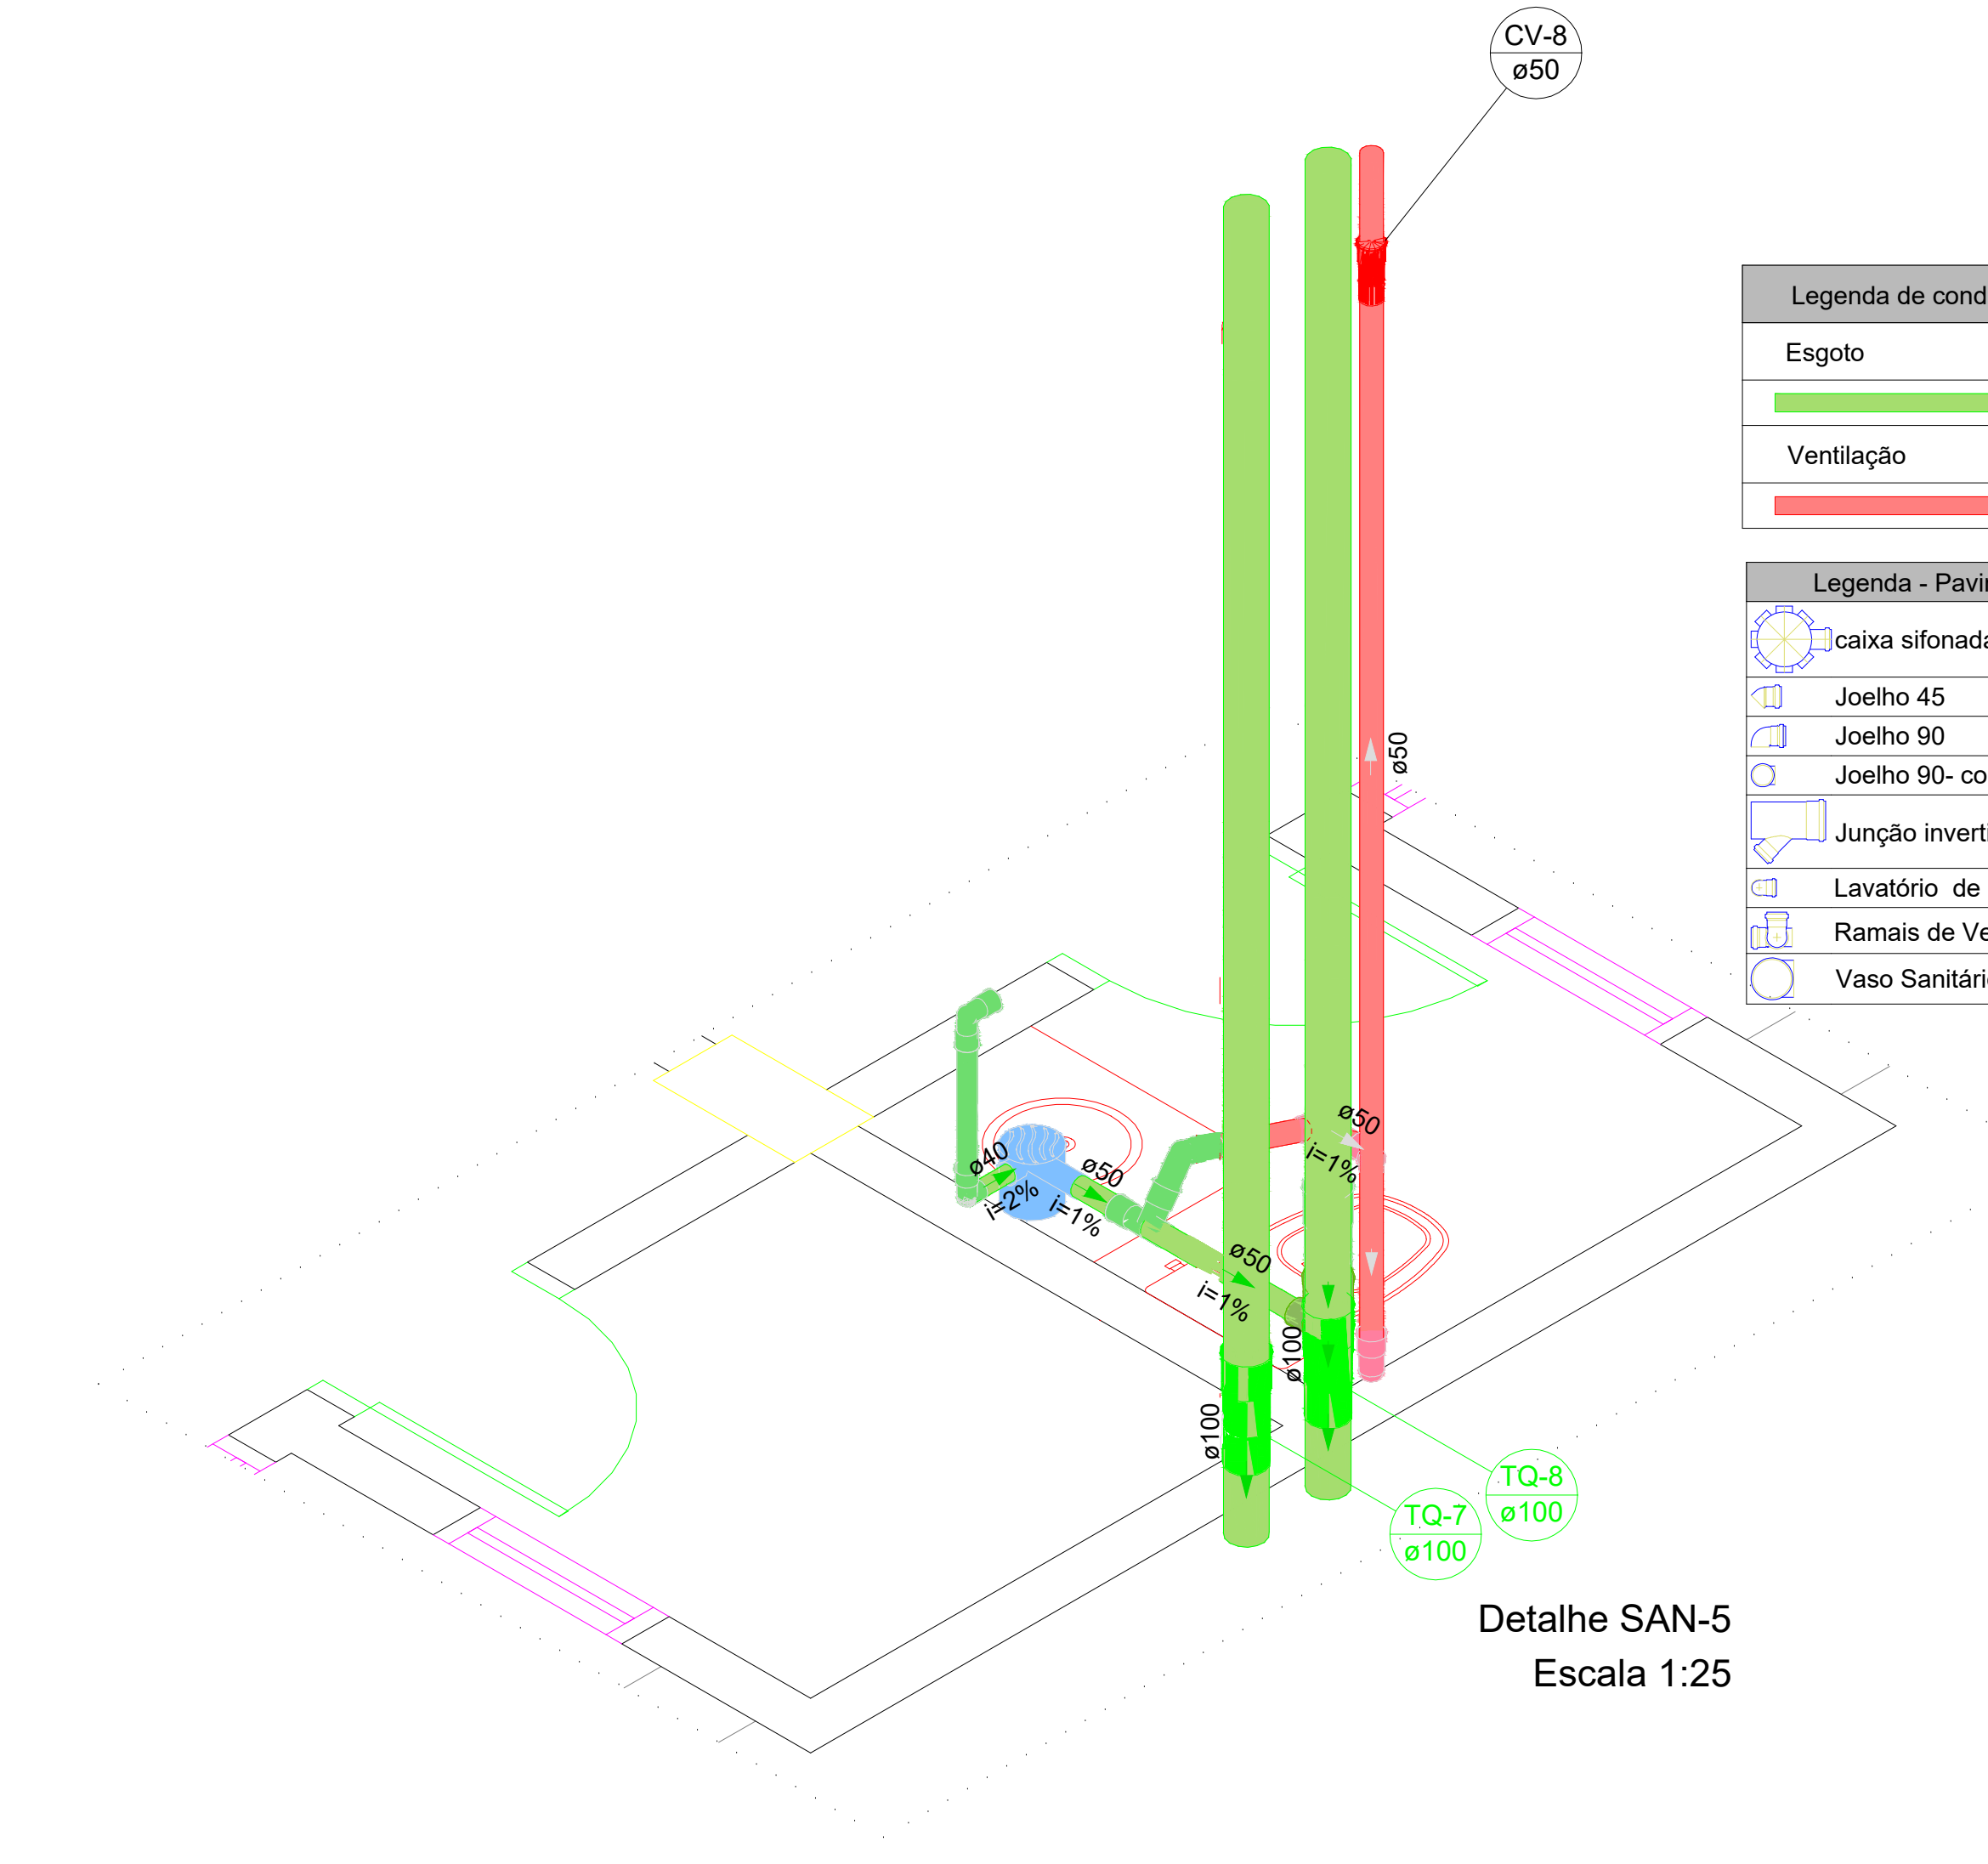 CV-8
ø50
Legenda de cond
Esgoto
Ventilação
Legenda - Pavi
caixa sifonada
Joelho 45
Joelho 90
Joelho 90- co
Junção invert
Lavatório de
Ramais de Ve
Vaso Sanitári
ø50
ø50
i=1%
ø40
i=2%
ø50
i=1%
ø50
i=1%
ø100
ø100
TQ-8
ø100
TQ-7
ø100
Detalhe SAN-5
Escala 1:25